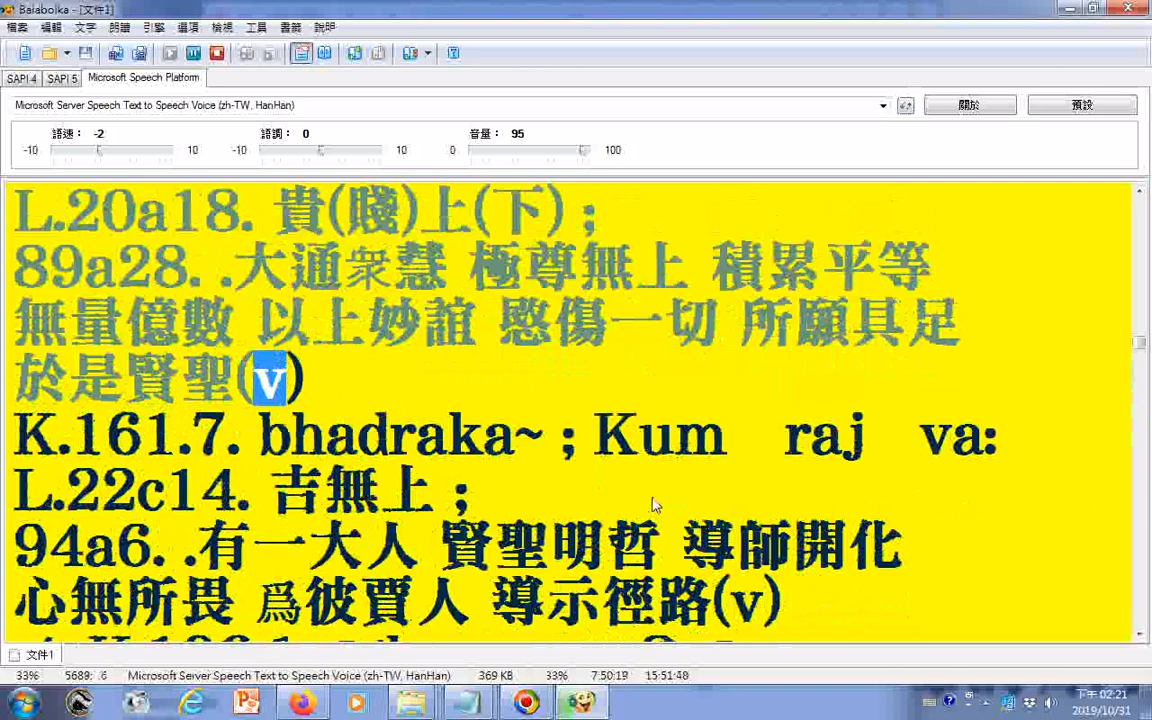 Balabolka - [文件1]
檔案 編輯 文字 朗讀 引擎 選項 檢視 工具 書籤 說明
SAPI 4 SAPI 5 Microsoft Speech Platform
Microsoft Server Speech Text to Speech Voice (zh-TW, HanHan) 關於 預設
語速： -2 語調： 0 音量： 95
-10 10 -10 10 0 100
L.20a18. 貴(賤)上(下) ;
89a28. .大通衆慧 極尊無上 積累平等
無量億數 以上妙誼 愍傷一切 所願具足
於是賢聖(v)
K.161.7. bhadraka~ ; Kum raj va:
L.22c14. 吉無上 ;
94a6. .有一大人 賢聖明哲 導師開化
心無所畏 爲彼賈人 導示徑路(v)
文件1
33% 5689: .6 Microsoft Server Speech Text to Speech Voice (zh-TW, HanHan) 369 KB 33% 7:50:19 15:51:48
下午 02:21
2019/10/31